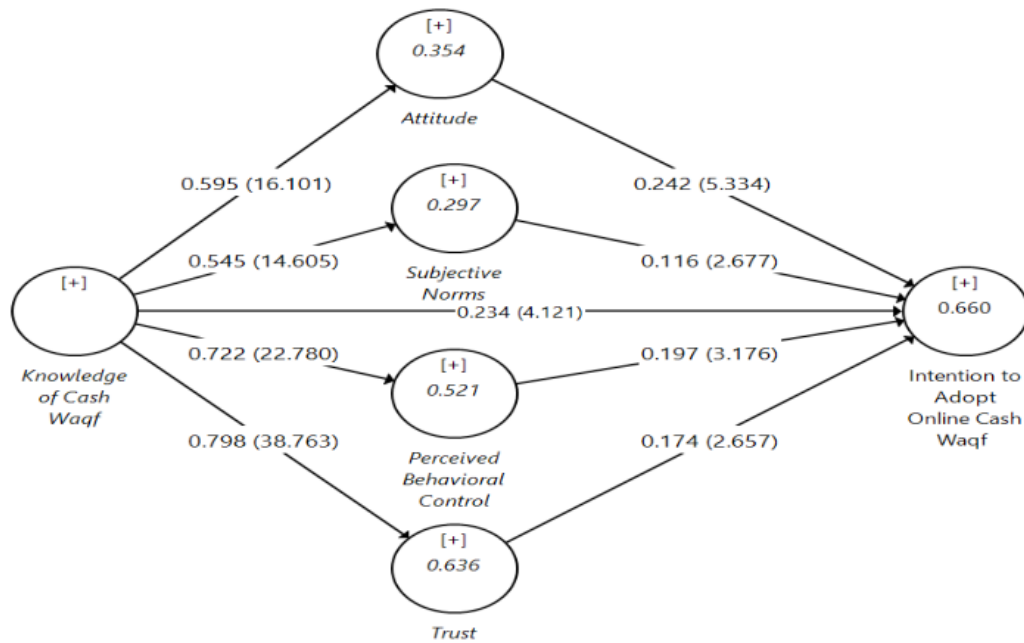 [+]
0.354
Attitude
0.595 (16.101)
0.242 (5.334)
[+]
0.297
Subjective
Norms
0.545 (14.605)
0.116 (2.677)
[+]
Knowledge
of Cash
Waqf
0.234 (4.121)
[+]
0.660
Intention to
Adopt
Online Cash
Waqf
0.722 (22.780)
0.197 (3.176)
[+]
0.521
Perceived
Behavioral
Control
0.798 (38.763)
0.174 (2.657)
[+]
0.636
Trust